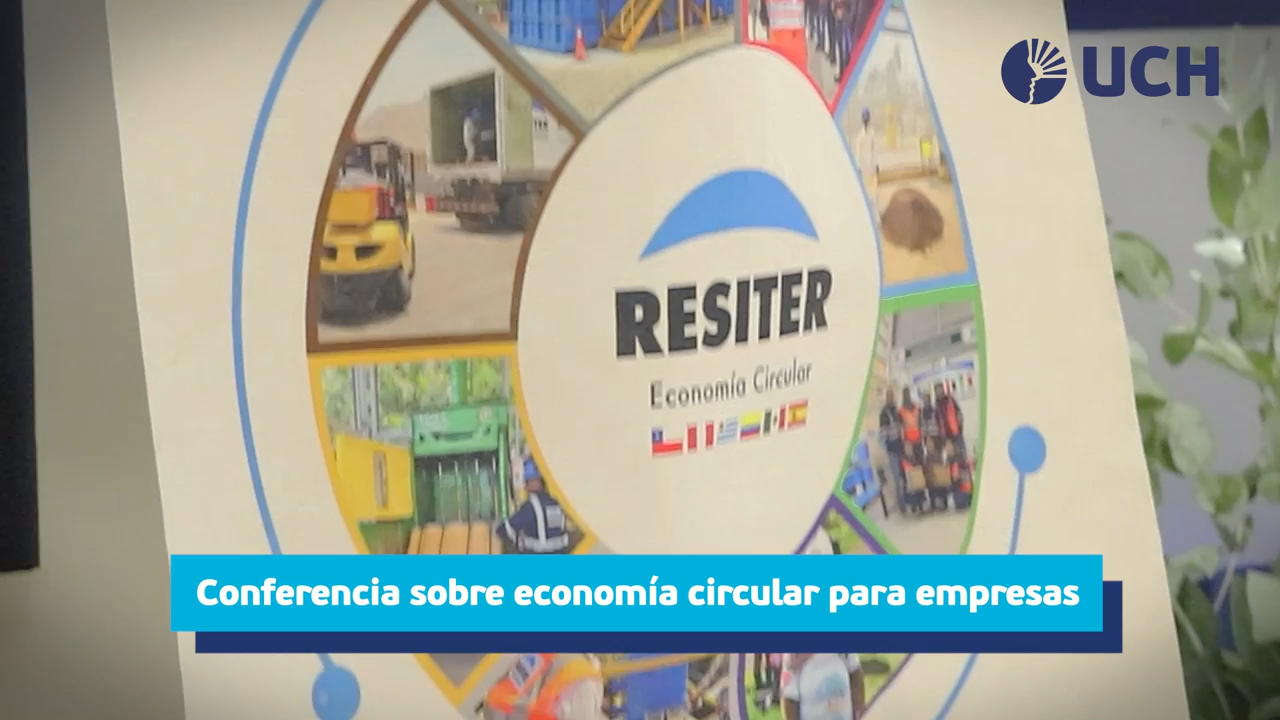 UCH
RESITER
Economía Circular
Conferencia sobre economía circular para empresas